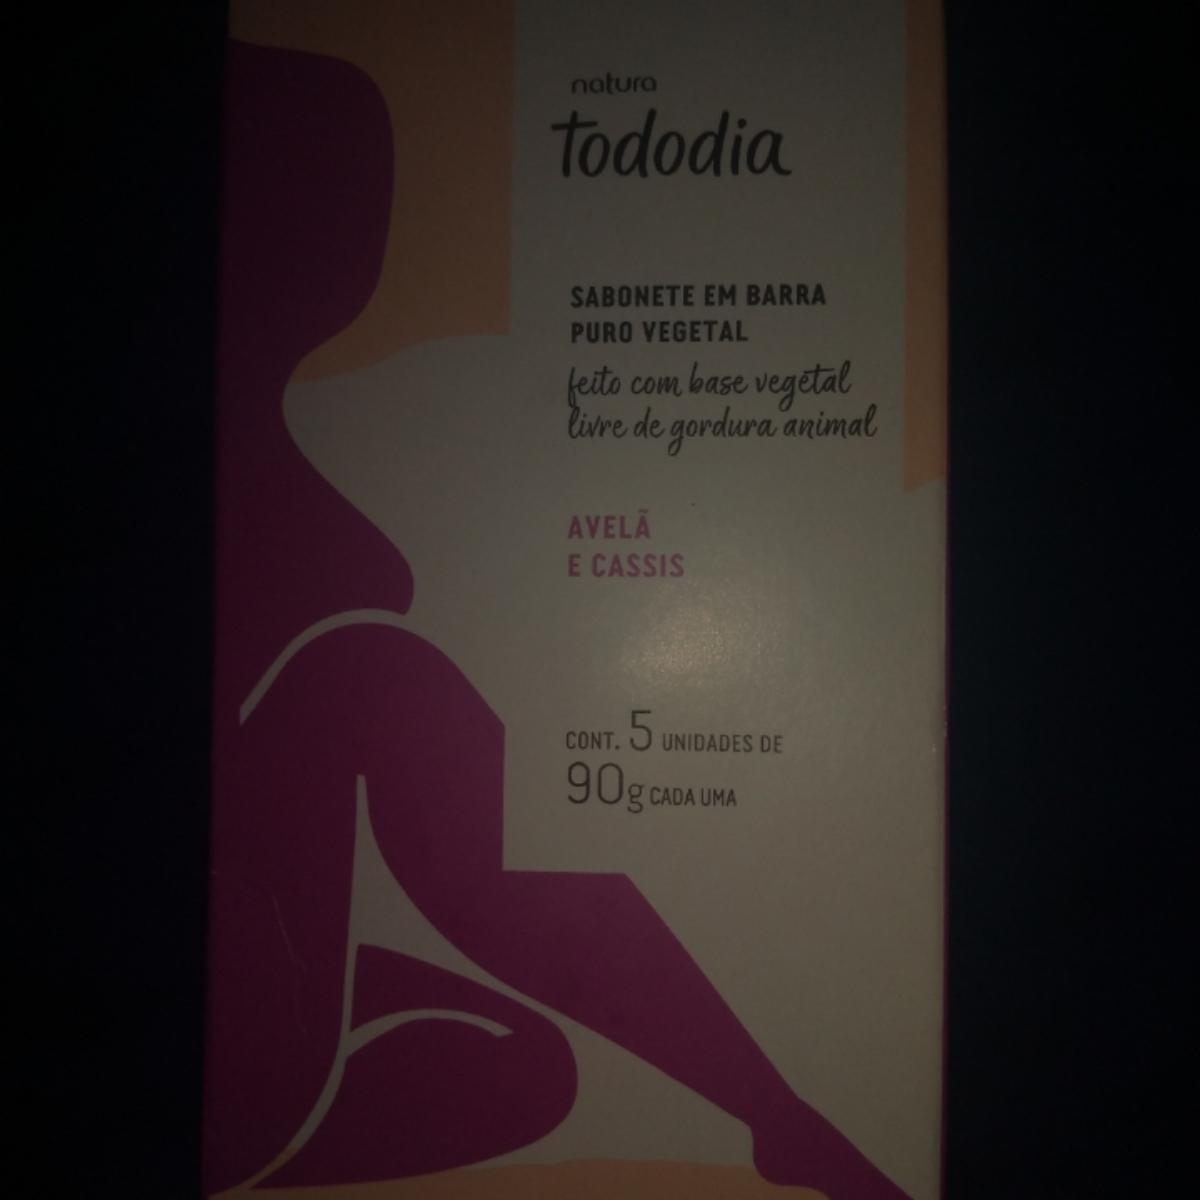 natura
tododia
SABONETE EM BARRA
PURO VEGETAL
feito com base vegetal
livre de gordura animal
AVELÃ
E CASSIS
CONT. 5 UNIDADES DE
90g CADA UMA